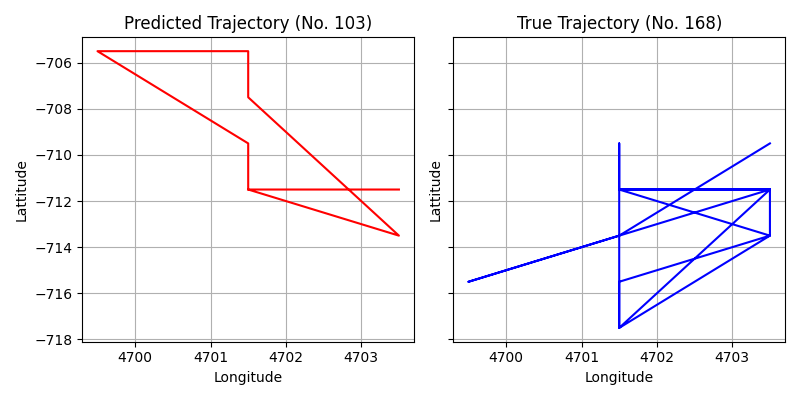 Predicted Trajectory (No. 103)
−706
−708
−710
−712
−714
−716
−718
Lattitude
4700 4701 4702 4703
Longitude
True Trajectory (No. 168)
Lattitude
4700 4701 4702 4703
Longitude